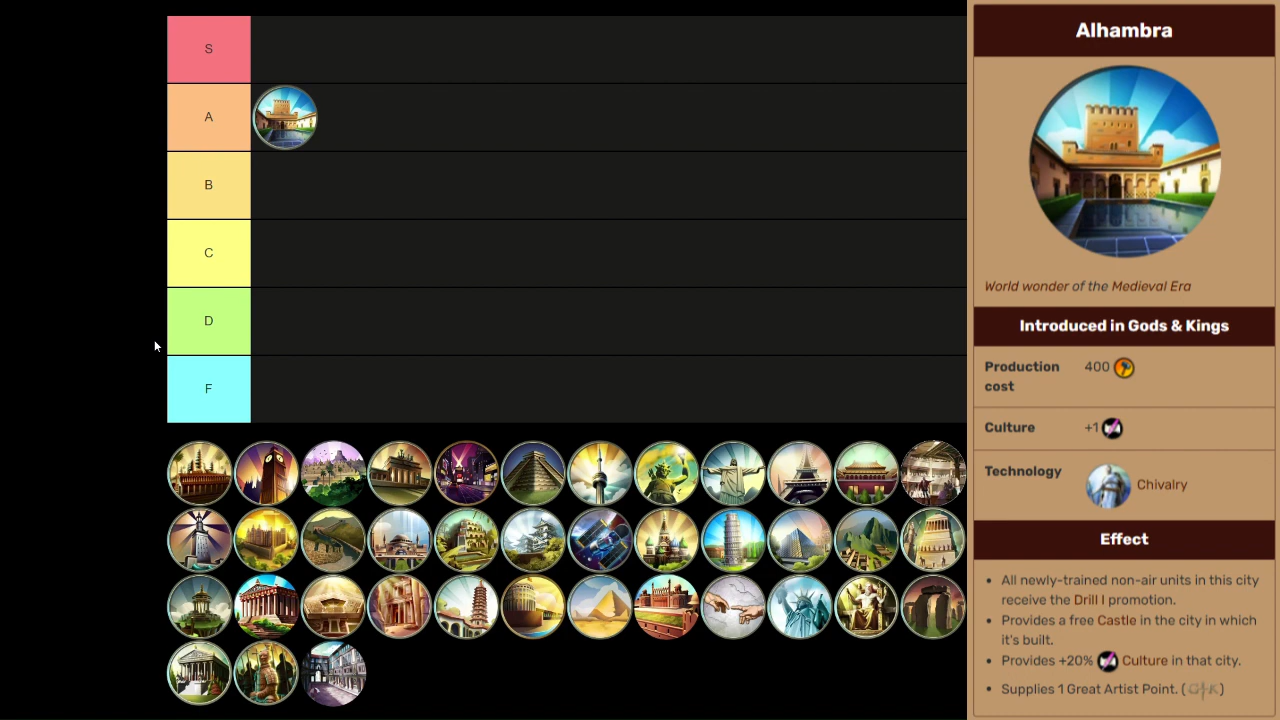 S
A
B
C
D
F
Alhambra
World wonder of the Medieval Era
Introduced in Gods & Kings
Production
cost
400
Culture
+1
Technology
Chivalry
Effect
All newly-trained non-air units in this city
receive the Drill I promotion.
Provides a free Castle in the city in which
it's built.
Provides +20% Culture in that city.
Supplies 1 Great Artist Point. (G†K)